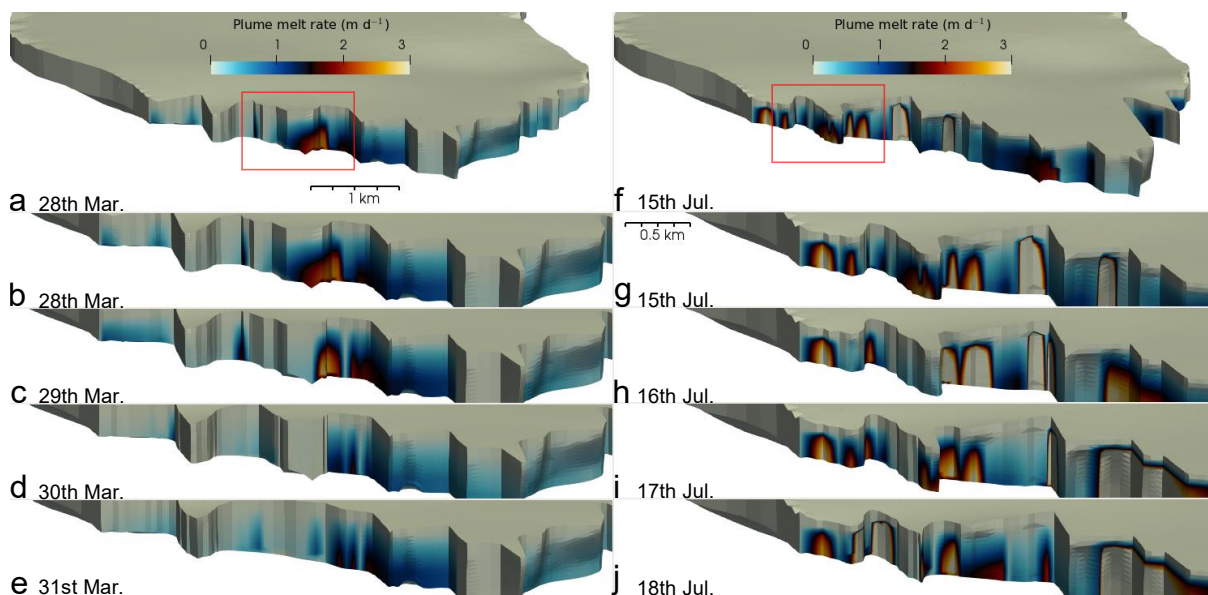 Plume melt rate (m d⁻¹)
0 1 2 3
1 km
a 28th Mar.
b 28th Mar.
c 29th Mar.
d 30th Mar.
e 31st Mar.
Plume melt rate (m d⁻¹)
0 1 2 3
f 15th Jul.
0.5 km
g 15th Jul.
h 16th Jul.
i 17th Jul.
j 18th Jul.